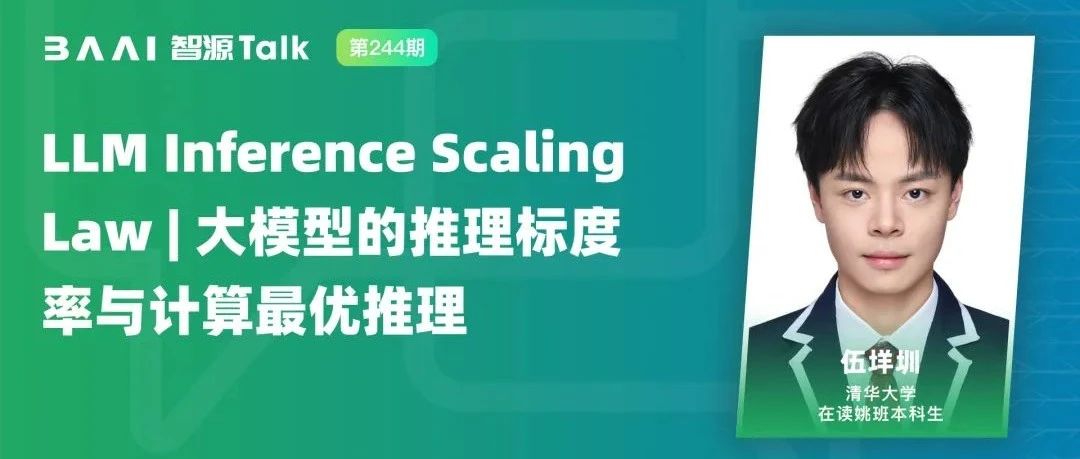 BAAI 智源Talk 第244期
LLM Inference Scaling
Law | 大模型的推理标度
率与计算最优推理
伍垟圳
清华大学
在读姚班本科生